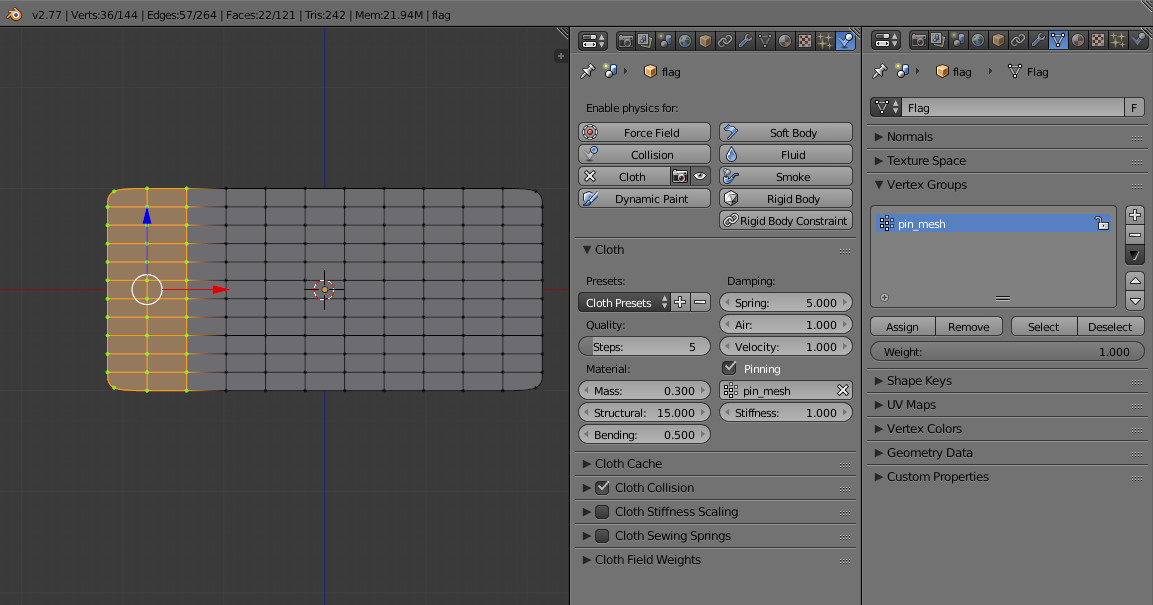 v2.77 | Verts:36/144 | Edges:57/264 | Faces:22/121 | Tris:242 | Mem:21.94M | flag
flag
Enable physics for:
Force Field
Soft Body
Collision
Fluid
Cloth
Smoke
Dynamic Paint
Rigid Body
Rigid Body Constraint
Cloth
Presets:
Damping:
Cloth Presets
Spring: 5.000
Quality:
Air: 1.000
Steps: 5
Velocity: 1.000
Material:
Pinning
Mass: 0.300
pin_mesh
Structural: 15.000
Stiffness: 1.000
Bending: 0.500
Cloth Cache
Cloth Collision
Cloth Stiffness Scaling
Cloth Sewing Springs
Cloth Field Weights
flag
Flag
Flag
F
Normals
Texture Space
Vertex Groups
pin_mesh
Assign
Remove
Select
Deselect
Weight: 1.000
Shape Keys
UV Maps
Vertex Colors
Geometry Data
Custom Properties